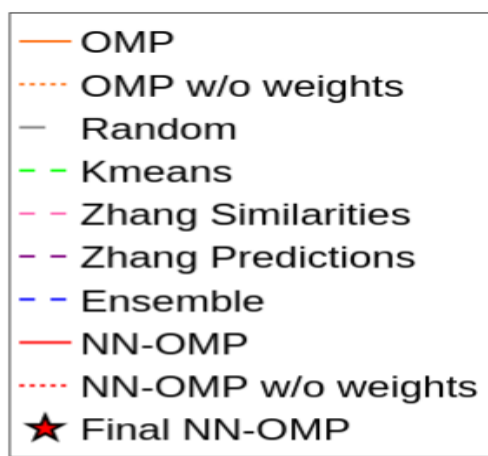 OMP
OMP w/o weights
Random
Kmeans
Zhang Similarities
Zhang Predictions
Ensemble
NN-OMP
NN-OMP w/o weights
Final NN-OMP